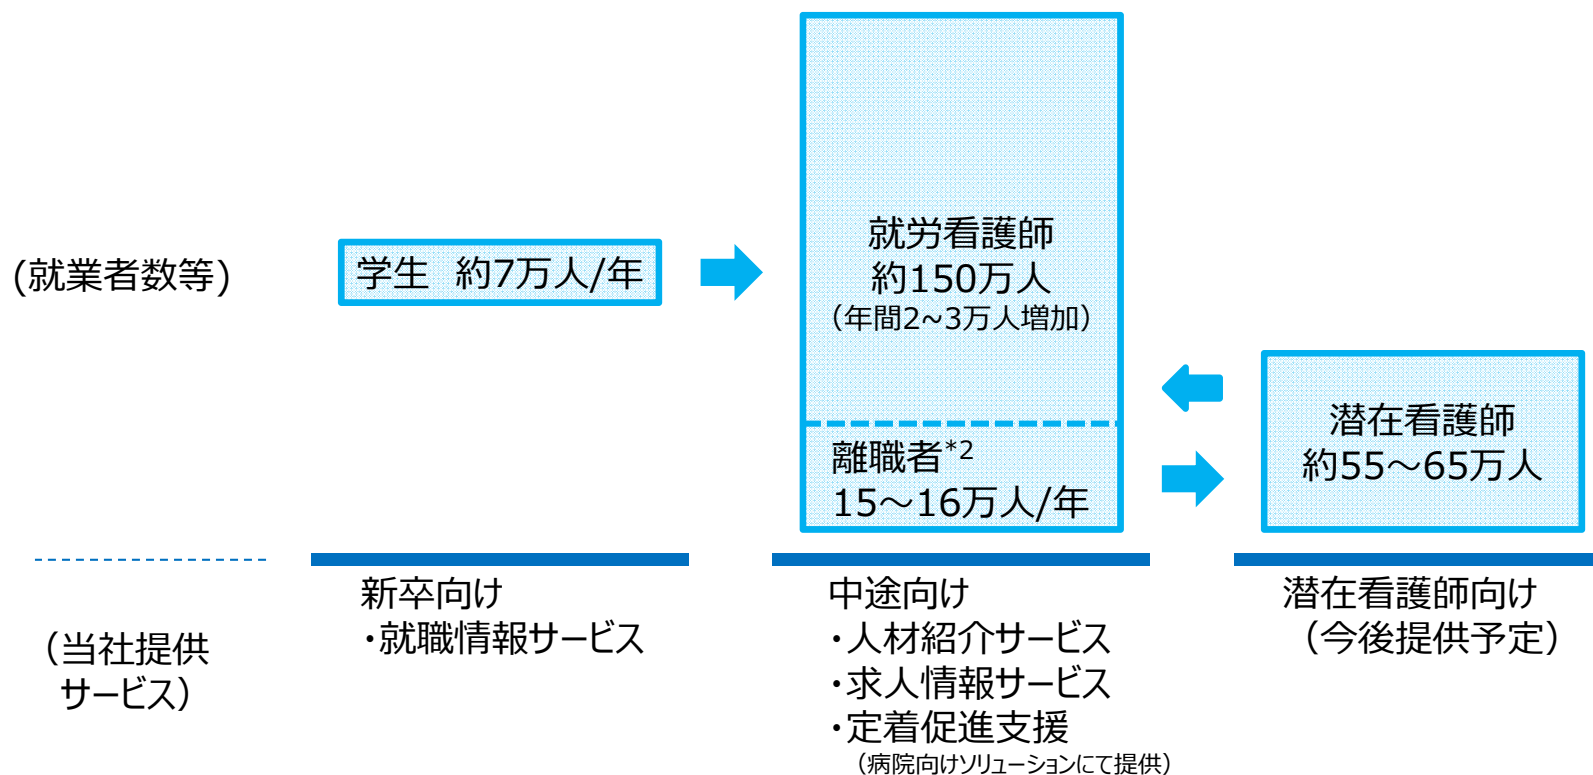 (就業者数等)
学生 約7万人/年
就労看護師
約150万人
（年間2~3万人増加）
離職者*2
15～16万人/年
潜在看護師
約55～65万人
（当社提供
サービス）
新卒向け
・就職情報サービス
中途向け
・人材紹介サービス
・求人情報サービス
・定着促進支援
（病院向けソリューションにて提供）
潜在看護師向け
（今後提供予定）